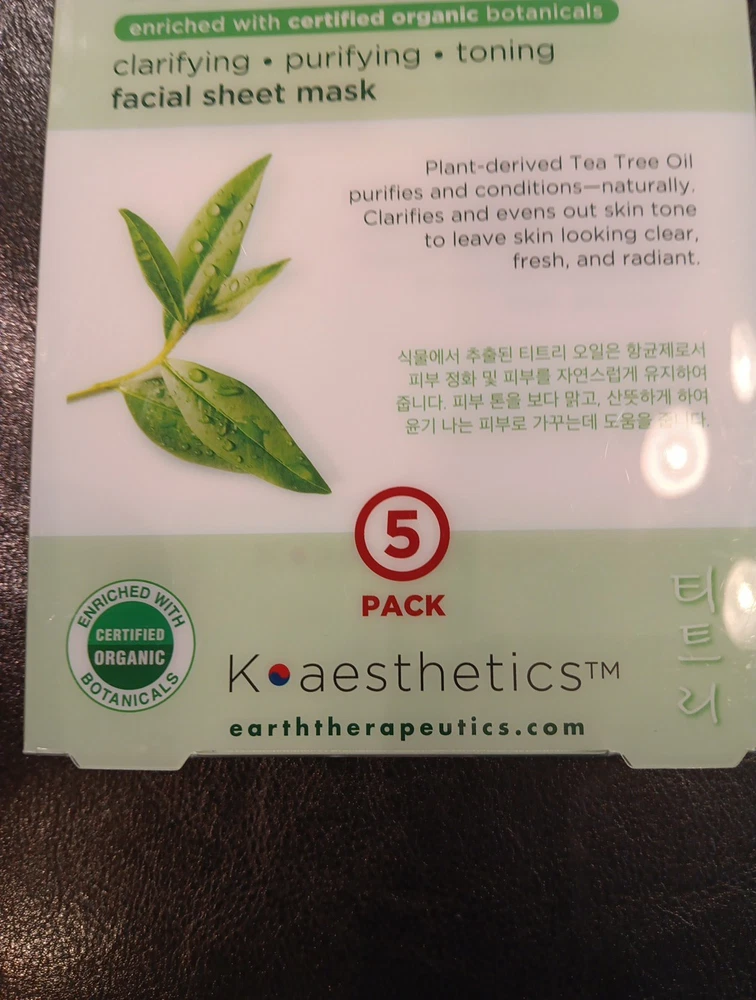 enriched with certified organic botanicals
clarifying • purifying • toning
facial sheet mask
Plant-derived Tea Tree Oil
purifies and conditions—naturally.
Clarifies and evens out skin tone
to leave skin looking clear,
fresh, and radiant.
식물에서 추출된 티트리 오일은 항균제로서
피부 정화 및 피부를 자연스럽게 유지하여
줍니다. 피부 톤을 보다 맑고, 산뜻하게 하여
윤기 나는 피부로 가꾸는데 도움을 줍니다.
5
PACK
ENRICHED WITH
CERTIFIED
ORGANIC
BOTANICALS
K aesthetics™
earththerapeutics.com
티
트
리